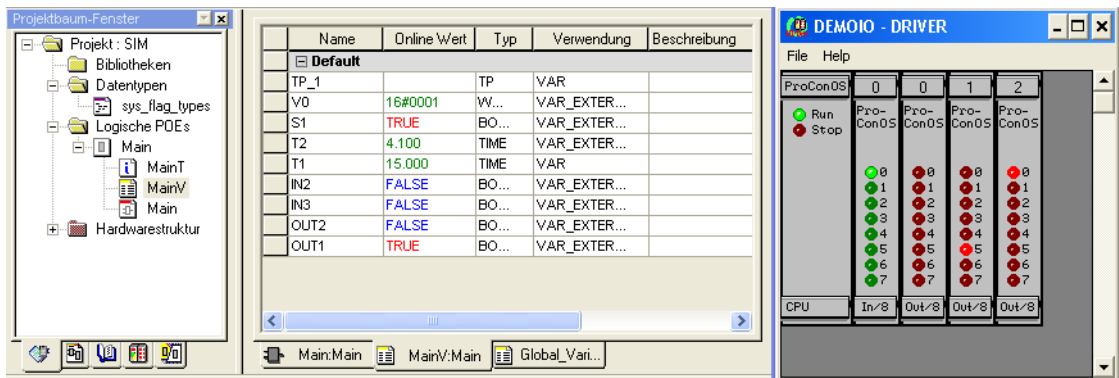 Projektbaum-Fenster
Projekt : SIM
Bibliotheken
Datentypen
sys_flag_types
Logische POEs
Main
MainT
MainV
Main
Hardwarestruktur
Name Online Wert Typ Verwendung Beschreibung
Default
TP_1 TP VAR
V0 16#0001 W... VAR_EXTER...
S1 TRUE BO... VAR_EXTER...
T2 4.100 TIME VAR_EXTER...
T1 15.000 TIME VAR
IN2 FALSE BO... VAR_EXTER...
IN3 FALSE BO... VAR_EXTER...
OUT2 FALSE BO... VAR_EXTER...
OUT1 TRUE BO... VAR_EXTER...
Main:Main MainV:Main Global_Vari...
DEMOIO - DRIVER
File Help
ProConOS 0 0 1 2
Run
Stop
Pro- Pro- Pro- Pro-
ConOS ConOS ConOS ConOS
0 0 0 0
1 1 1 1
2 2 2 2
3 3 3 3
4 4 4 4
5 5 5 5
6 6 6 6
7 7 7 7
CPU In/8 Out/8 Out/8 Out/8